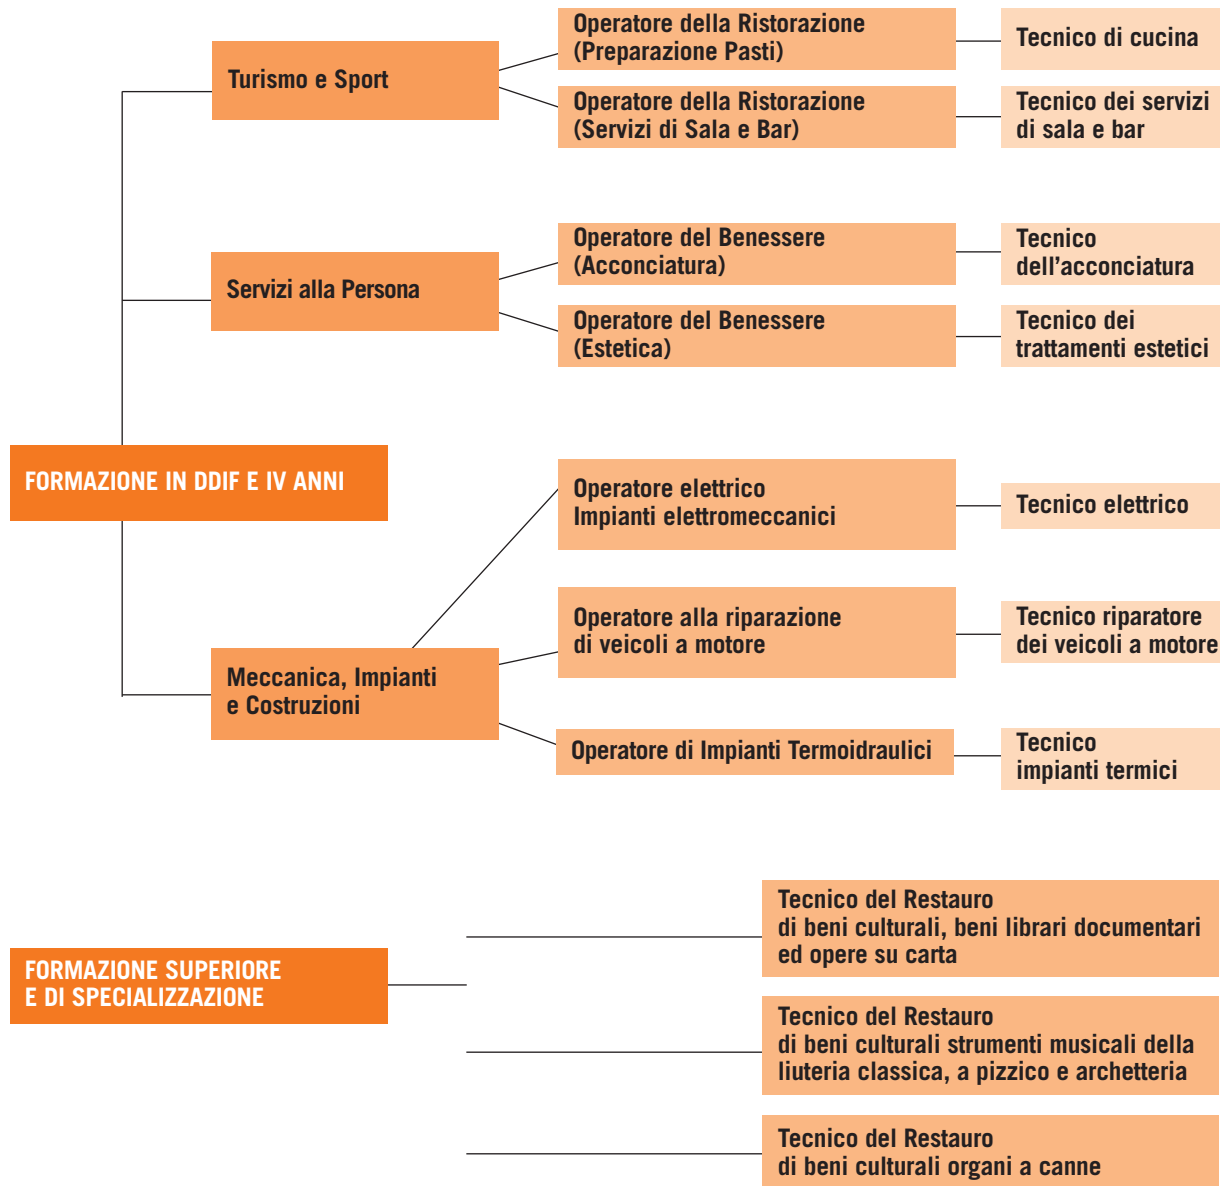 Operatore della Ristorazione
(Preparazione Pasti)
Tecnico di cucina
Turismo e Sport
Operatore della Ristorazione
(Servizi di Sala e Bar)
Tecnico dei servizi
di sala e bar
Operatore del Benessere
(Acconciatura)
Tecnico
dell’acconciatura
Servizi alla Persona
Operatore del Benessere
(Estetica)
Tecnico dei
trattamenti estetici
FORMAZIONE IN DDIF E IV ANNI
Operatore elettrico
Impianti elettromeccanici
Tecnico elettrico
Operatore alla riparazione
di veicoli a motore
Tecnico riparatore
dei veicoli a motore
Meccanica, Impianti
e Costruzioni
Operatore di Impianti Termoidraulici
Tecnico
impianti termici
FORMAZIONE SUPERIORE
E DI SPECIALIZZAZIONE
Tecnico del Restauro
di beni culturali, beni librari documentari
ed opere su carta
Tecnico del Restauro
di beni culturali strumenti musicali della
liuteria classica, a pizzico e archetteria
Tecnico del Restauro
di beni culturali organi a canne